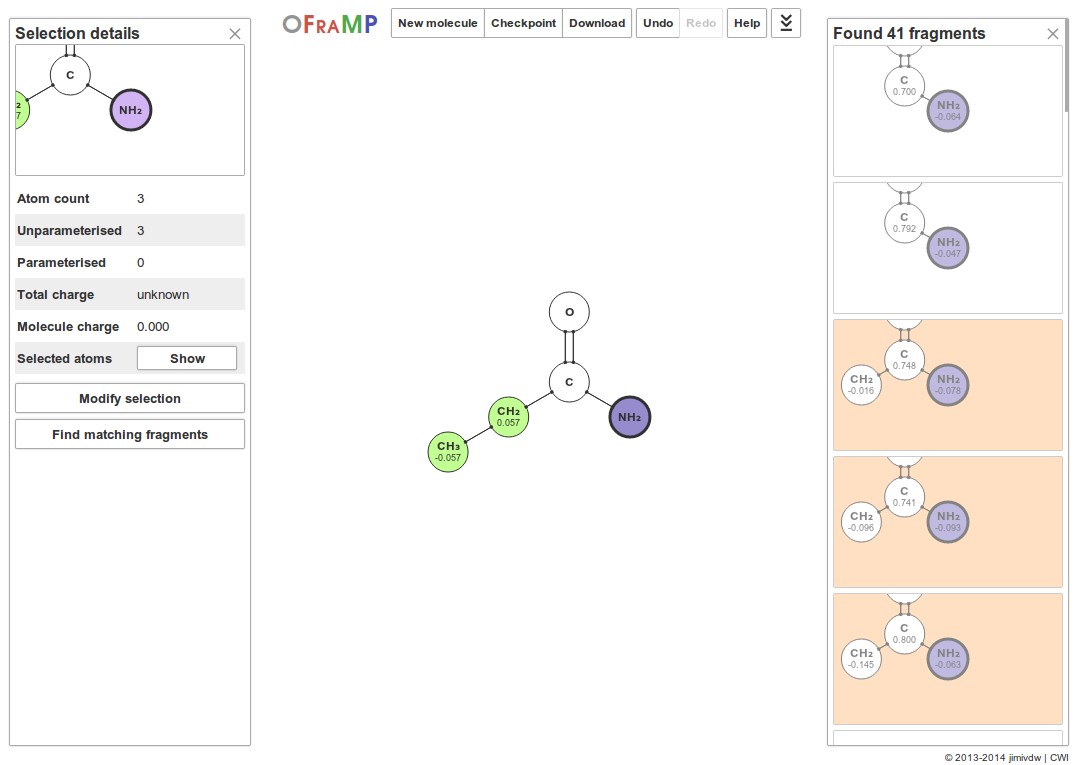 OFRAMP
New molecule
Checkpoint
Download
Undo
Redo
Help
Selection details
C
₂
7
NH₂
Atom count 3
Unparameterised 3
Parameterised 0
Total charge unknown
Molecule charge 0.000
Selected atoms Show
Modify selection
Find matching fragments
O
C
CH₂
0.057
NH₂
CH₃
-0.057
Found 41 fragments
C
0.700
NH₂
-0.064
C
0.792
NH₂
-0.047
C
0.748
CH₂
-0.016
NH₂
-0.078
C
0.741
CH₂
-0.096
NH₂
-0.093
C
0.800
CH₂
-0.145
NH₂
-0.063
© 2013-2014 jimivdw | CWI